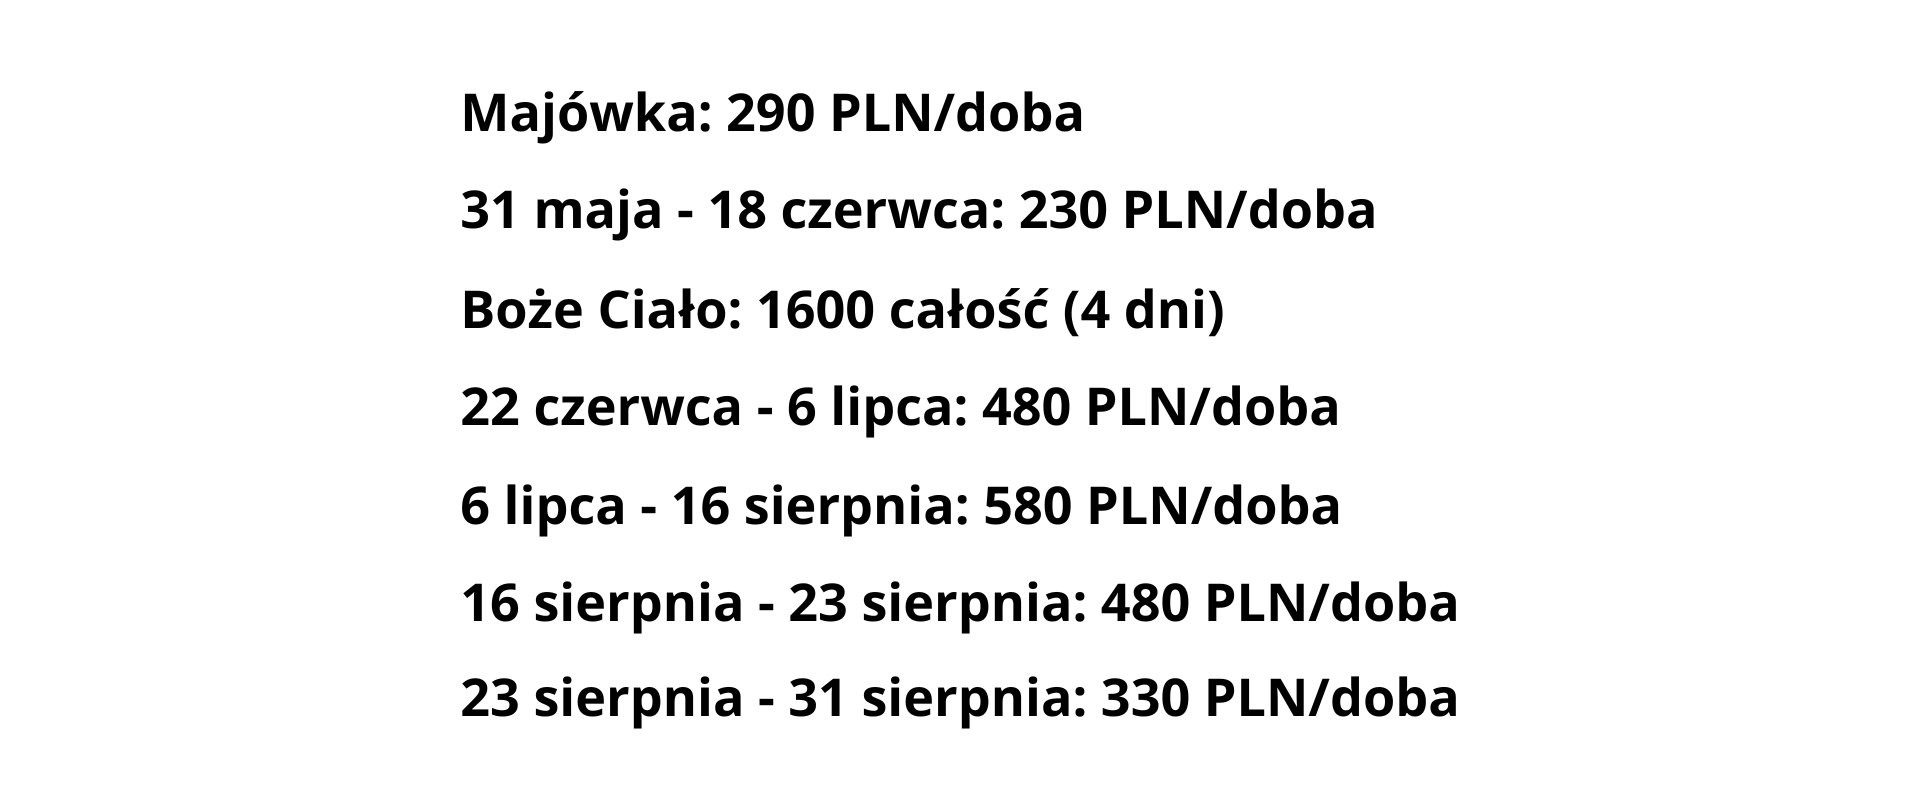 Majówka: 290 PLN/doba
31 maja - 18 czerwca: 230 PLN/doba
Boże Ciało: 1600 całość (4 dni)
22 czerwca - 6 lipca: 480 PLN/doba
6 lipca - 16 sierpnia: 580 PLN/doba
16 sierpnia - 23 sierpnia: 480 PLN/doba
23 sierpnia - 31 sierpnia: 330 PLN/doba